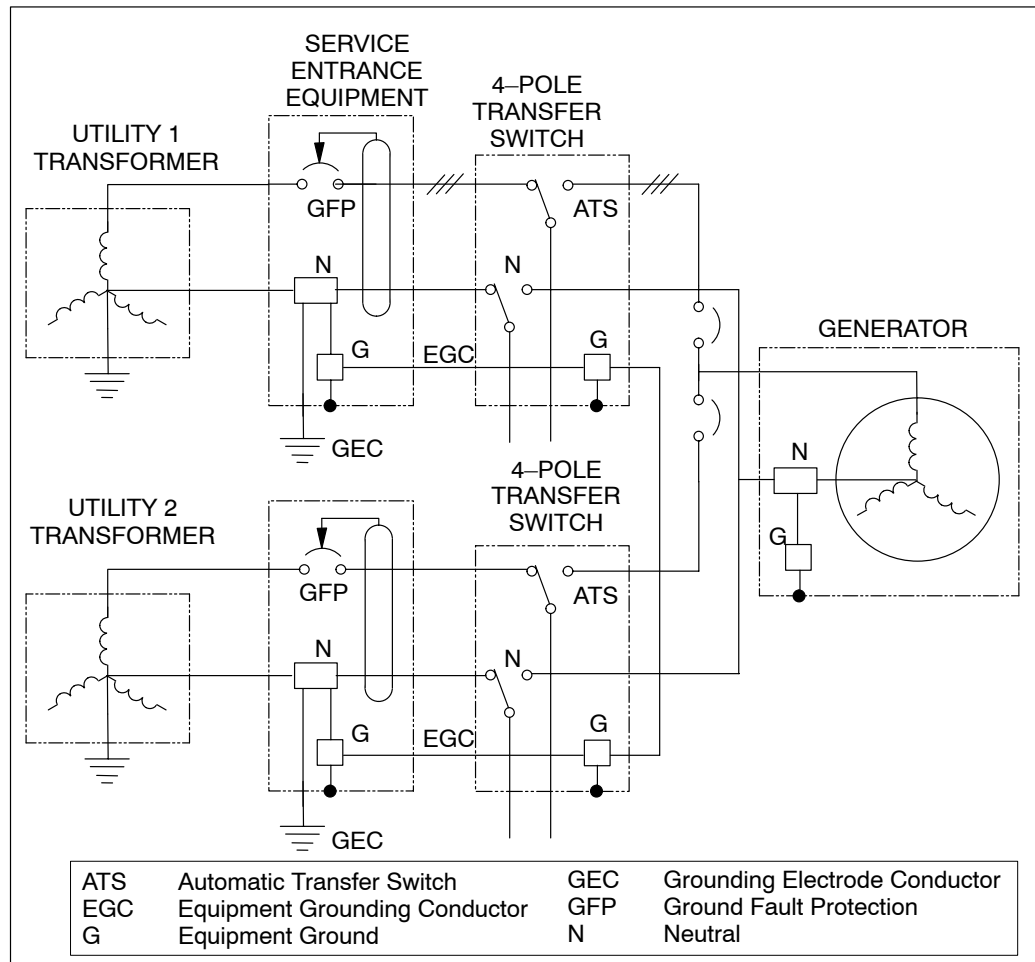 SERVICE
ENTRANCE
EQUIPMENT
4–POLE
TRANSFER
SWITCH
UTILITY 1
TRANSFORMER
GFP
ATS
N
N
G
EGC
G
GEC
GENERATOR
N
G
4–POLE
TRANSFER
SWITCH
UTILITY 2
TRANSFORMER
GFP
ATS
N
N
G
EGC
G
GEC
ATS Automatic Transfer Switch
EGC Equipment Grounding Conductor
G Equipment Ground
GEC Grounding Electrode Conductor
GFP Ground Fault Protection
N Neutral